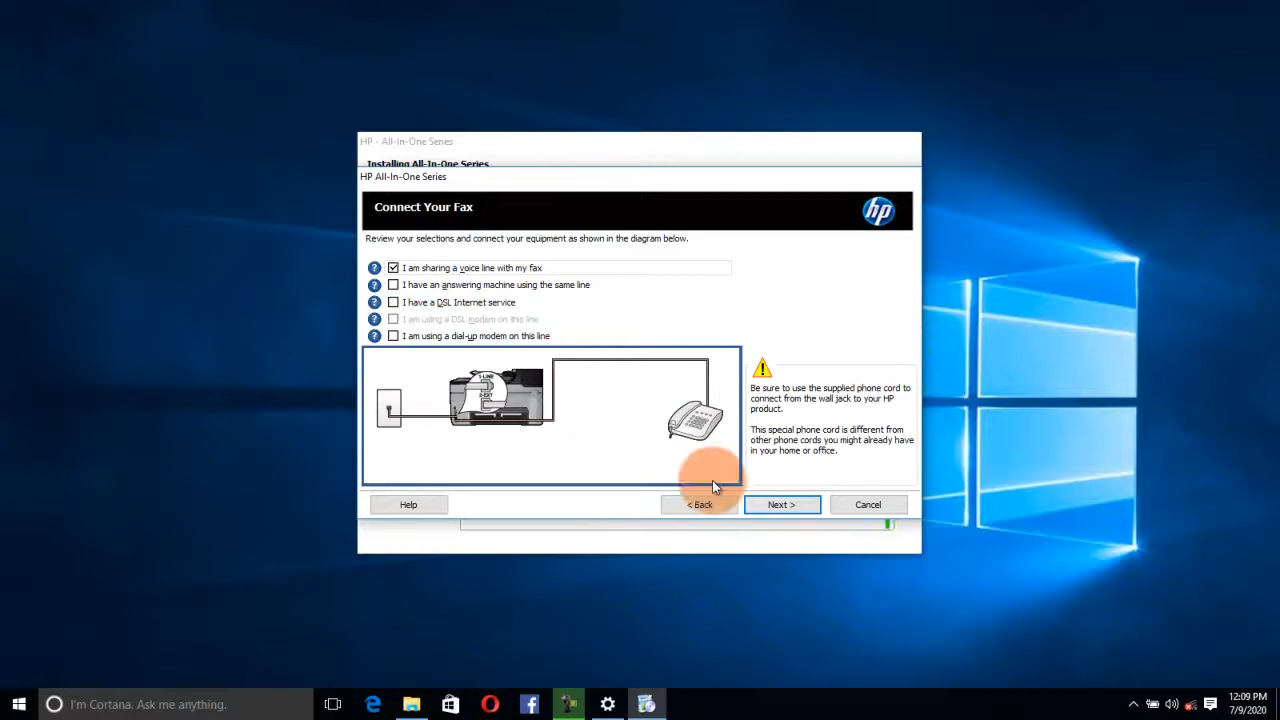 HP - All-In-One Series
Installing All-In-One Series
HP All-In-One Series
Connect Your Fax
hp
Review your selections and connect your equipment as shown in the diagram below.
? I am sharing a voice line with my fax
? I have an answering machine using the same line
? I have a DSL Internet service
? I am using a DSL modem on this line
? I am using a dial-up modem on this line
1-LINE
2-EXT
Be sure to use the supplied phone cord to
connect from the wall jack to your HP
product.
This special phone cord is different from
other phone cords you might already have
in your home or office.
Help
< Back
Next >
Cancel
I'm Cortana. Ask me anything.
12:09 PM
7/9/2020